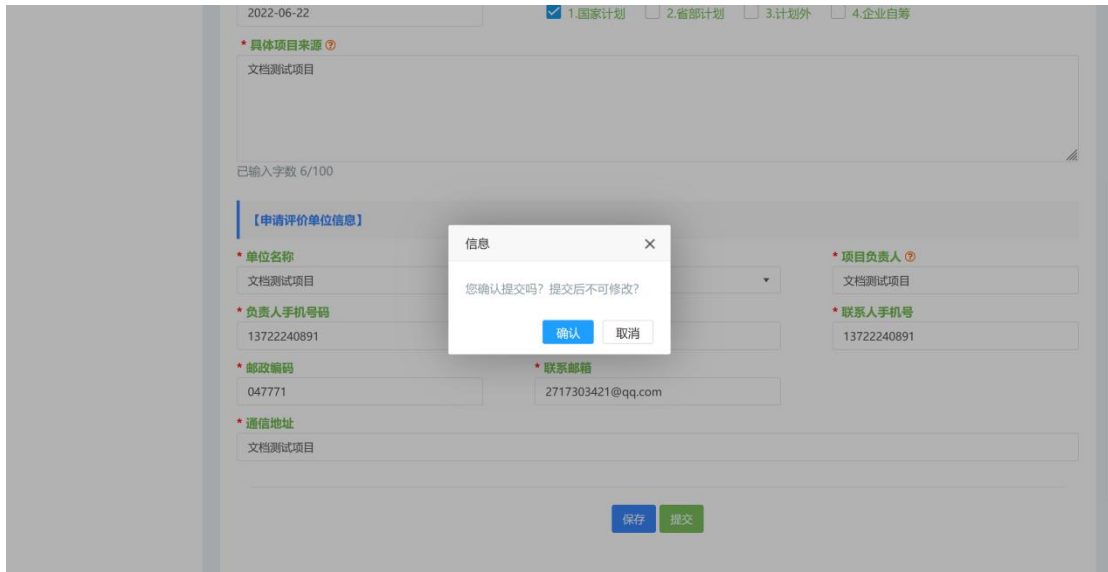 2022-06-22
1.国家计划 2.省部计划 3.计划外 4.企业自筹
* 具体项目来源
文档测试项目
已输入字数 6/100
【申请评价单位信息】
信息
您确认提交吗？提交后不可修改？
确认 取消
* 单位名称
* 项目负责人
文档测试项目
文档测试项目
* 负责人手机号码
* 联系人手机号
13722240891
13722240891
* 邮政编码
* 联系邮箱
047771
2717303421@qq.com
* 通信地址
文档测试项目
保存 提交